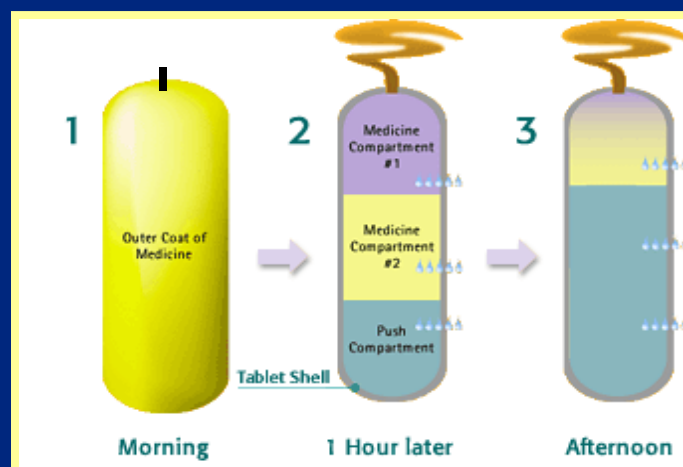 1
Outer Coat of
Medicine
Morning
2
Medicine
Compartment
#1
Medicine
Compartment
#2
Push
Compartment
Tablet Shell
1 Hour later
3
Afternoon